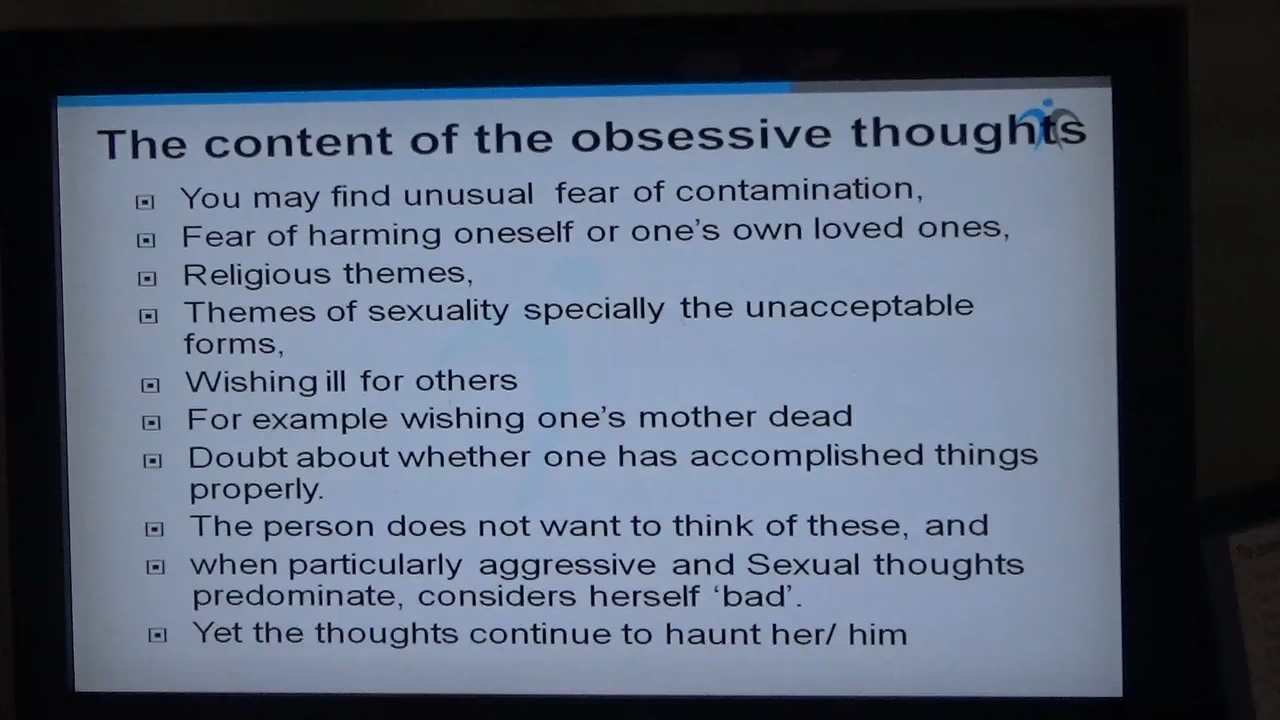 The content of the obsessive thoughts
You may find unusual fear of contamination,
Fear of harming oneself or one's own loved ones,
Religious themes,
Themes of sexuality specially the unacceptable
forms,
Wishing ill for others
For example wishing one's mother dead
Doubt about whether one has accomplished things
properly.
The person does not want to think of these, and
when particularly aggressive and Sexual thoughts
predominate, considers herself 'bad'.
Yet the thoughts continue to haunt her/ him